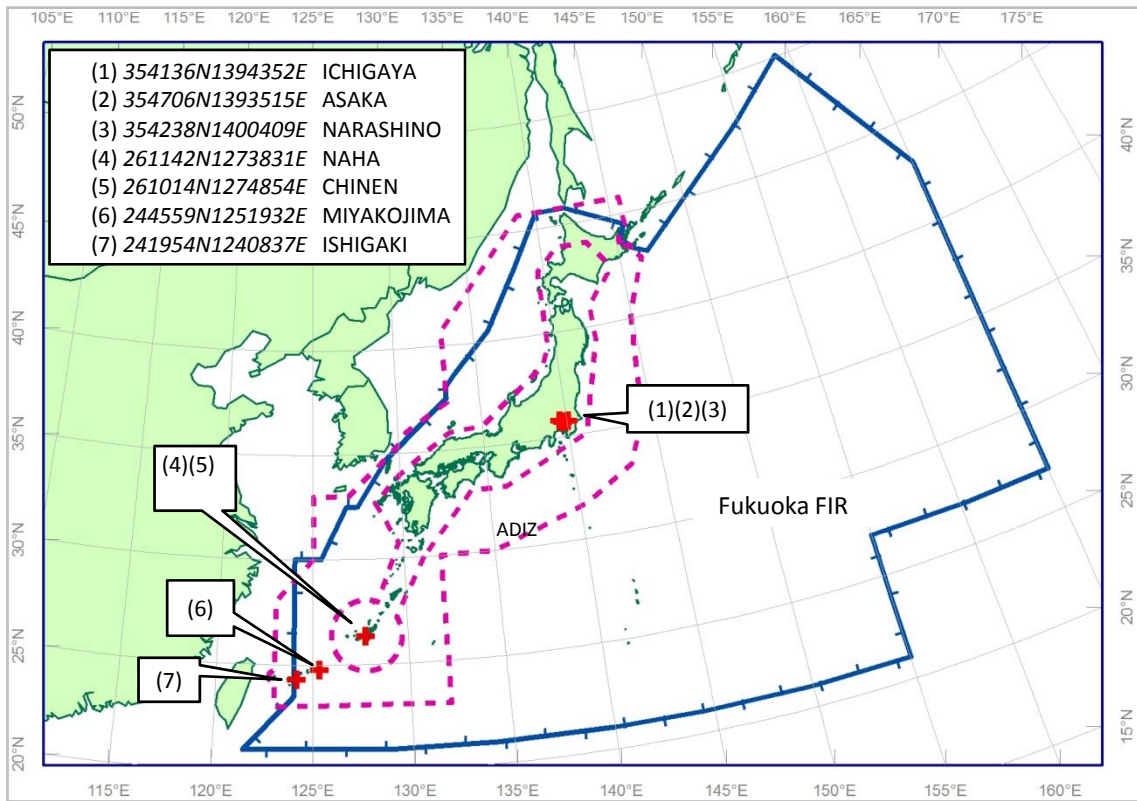 105°E 110°E 115°E 120°E 125°E 130°E 135°E 140°E 145°E 150°E 155°E 160°E 165°E 170°E 175°E
(1) 354136N1394352E ICHIGAYA
(2) 354706N1393515E ASAKA
(3) 354238N1400409E NARASHINO
(4) 261142N1273831E NAHA
(5) 261014N1274854E CHINEN
(6) 244559N1251932E MIYAKOJIMA
(7) 241954N1240837E ISHIGAKI
50°N
45°N
40°N
35°N
30°N
25°N
20°N
40°N
35°N
30°N
25°N
20°N
15°N
(1)(2)(3)
(4)(5)
Fukuoka FIR
ADIZ
(6)
(7)
115°E 120°E 125°E 130°E 135°E 140°E 145°E 150°E 155°E 160°E